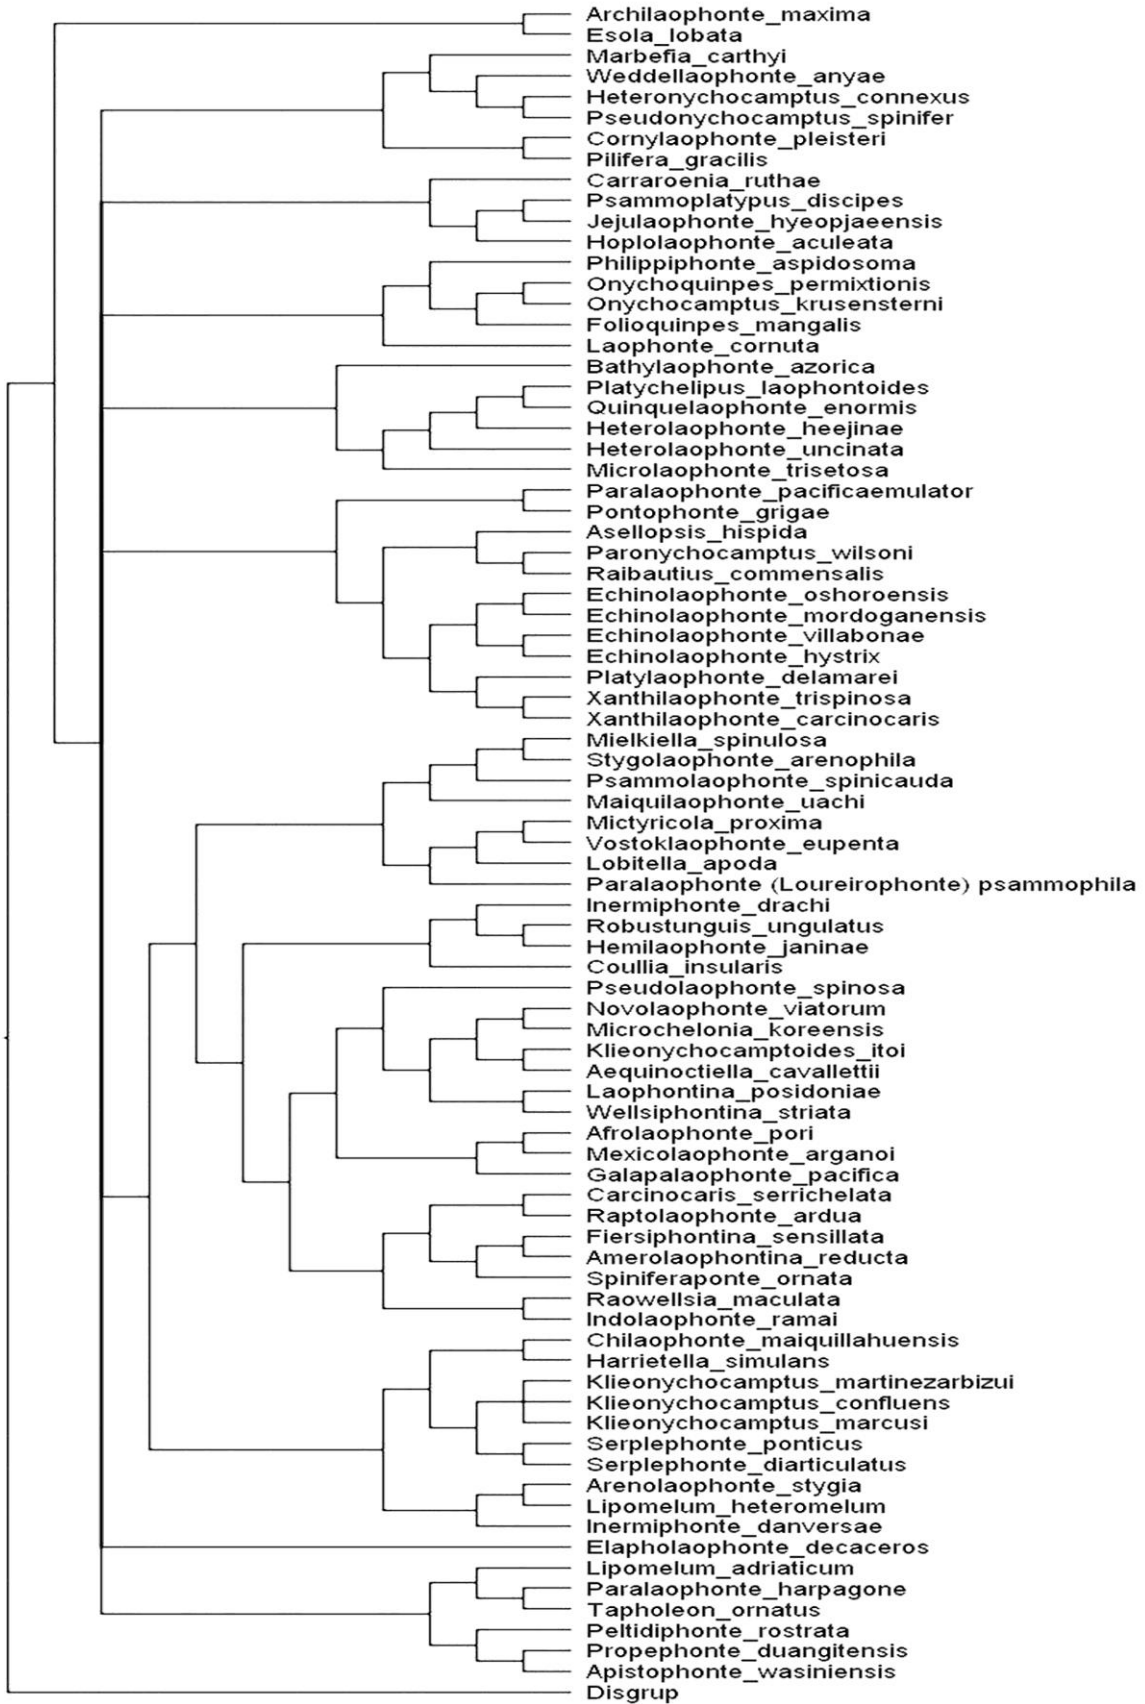 Archilaophonte_maxima
Esola_lobata
Marbefia_carthyi
Weddellaophonte_anyae
Heteronychocamptus_connexus
Pseudonychocamptus_spinifer
Cornylaophonte_pleisteri
Pilifera_gracilis
Carraroenia_ruthae
Psammoplatypus_discipes
Jejulaophonte_hyeopjaeensis
Hoplolaophonte_aculeata
Philippiphonte_aspidosoma
Onychoquinpes_permixtionis
Onychocamptus_krusensterni
Folioquinpes_mangalis
Laophonte_cornuta
Bathylaophonte_azorica
Platychelipus_laophontoides
Quinquelaophonte_enormis
Heterolaophonte_heejinae
Heterolaophonte_uncinata
Microlaophonte_trisetosa
Paralaophonte_pacificaemulator
Pontophonte_grigae
Asellopsis_hispida
Paronychocamptus_wilsoni
Raibautius_commensalis
Echinolaophonte_oshoroensis
Echinolaophonte_mordoganensis
Echinolaophonte_villabonae
Echinolaophonte_hystrix
Platylaophonte_delamarei
Xanthilaophonte_trispinosa
Xanthilaophonte_carcinocaris
Mielkiella_spinulosa
Stygolaophonte_arenophila
Psammolaophonte_spinicauda
Maiquilaophonte_uachi
Mictyricola_proxima
Vostoklaophonte_eupenta
Lobitella_apoda
Paralaophonte (Loureirophonte) psammophila
Inermiphonte_drachi
Robustunguis_ungulatus
Hemilaophonte_janinae
Coullia_insularis
Pseudolaophonte_spinosa
Novolaophonte_viatorum
Microchelonia_koreensis
Klieonychocamptoides_itoi
Aequinoctiella_cavallettii
Laophontina_posidoniae
Wellsiphontina_striata
Afrolaophonte_pori
Mexicolaophonte_arganoi
Galapalaophonte_pacifica
Carcinocaris_serrichelata
Raptolaophonte_ardua
Fiersiphontina_sensillata
Amerolaophontina_reducta
Spiniferaponte_ornata
Raowellsia_maculata
Indolaophonte_ramai
Chilaophonte_maiquillahuensis
Harrietella_simulans
Klieonychocamptus_martinezarbizui
Klieonychocamptus_confluens
Klieonychocamptus_marcusi
Serplephonte_ponticus
Serplephonte_diarticulatus
Arenolaophonte_stygia
Lipomelum_heteromelum
Inermiphonte_danversae
Elapholaophonte_decaceros
Lipomelum_adriaticum
Paralaophonte_harpagone
Tapholeon_ornatus
Peltidiphonte_rostrata
Propephonte_duangitensis
Apistophonte_wasiniensis
Disgrup